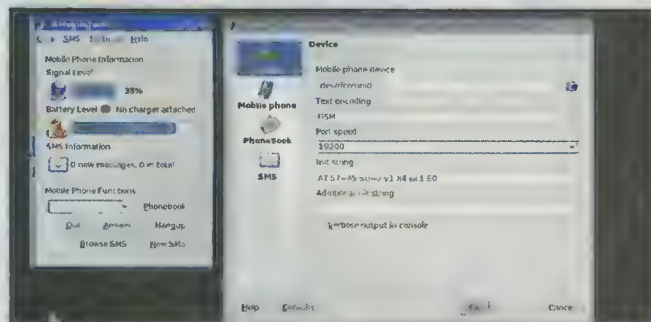 SMS Help
Mobile Phone Information
Signal Level
35%
Battery Level No charger attached
SMS Information
0 new messages, 0 in total
Mobile Phone Functions
Phonebook
Dial Answer Hangup
Browse SMS New SMS
Device
Mobile phone
Phonebook
SMS
Mobile phone device
Text encoding
GSM
Port speed
19200
Init string
Additional init string
Verbose output in console
Help Defaults Cancel